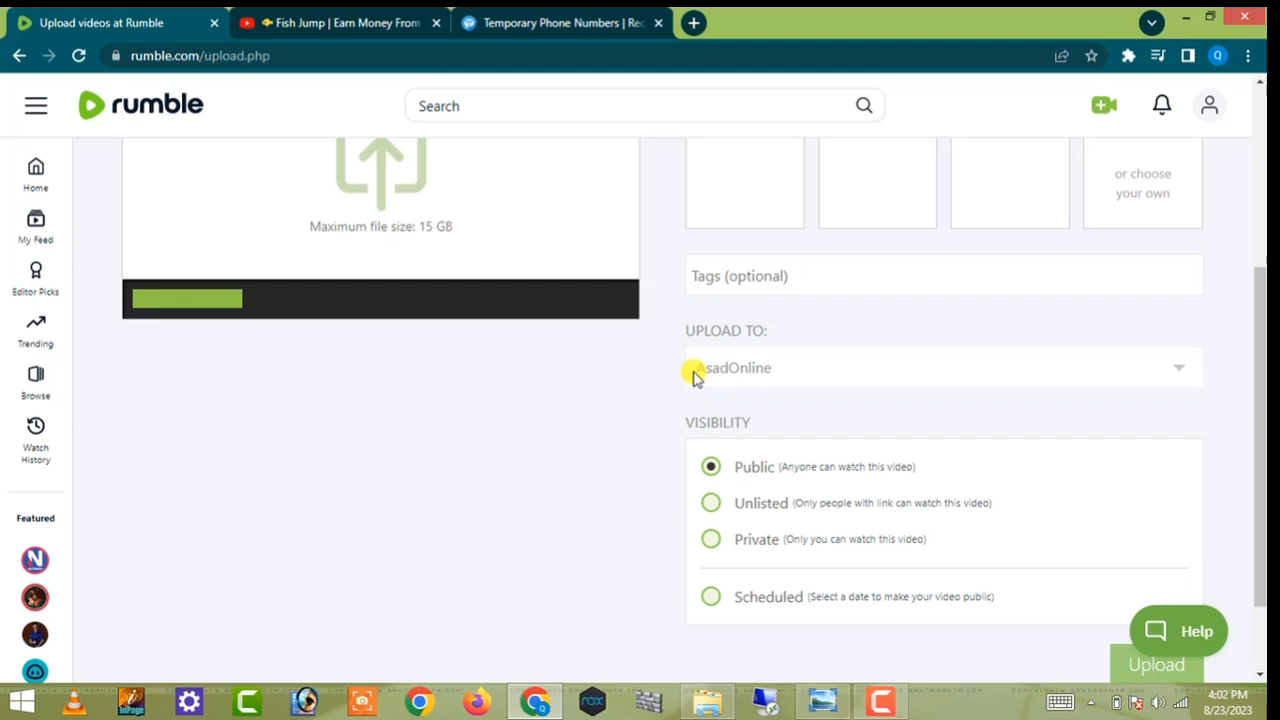 Upload videos at Rumble
Fish Jump | Earn Money From
Temporary Phone Numbers | Rec
rumble.com/upload.php
Q
rumble
Search
Home
My Feed
Editor Picks
Trending
Browse
Watch
History
Featured
Maximum file size: 15 GB
or choose
your own
Tags (optional)
UPLOAD TO:
AsadOnline
VISIBILITY
Public (Anyone can watch this video)
Unlisted (Only people with link can watch this video)
Private (Only you can watch this video)
Scheduled (Select a date to make your video public)
Help
Upload
InPage
nox
4:02 PM
8/23/2023